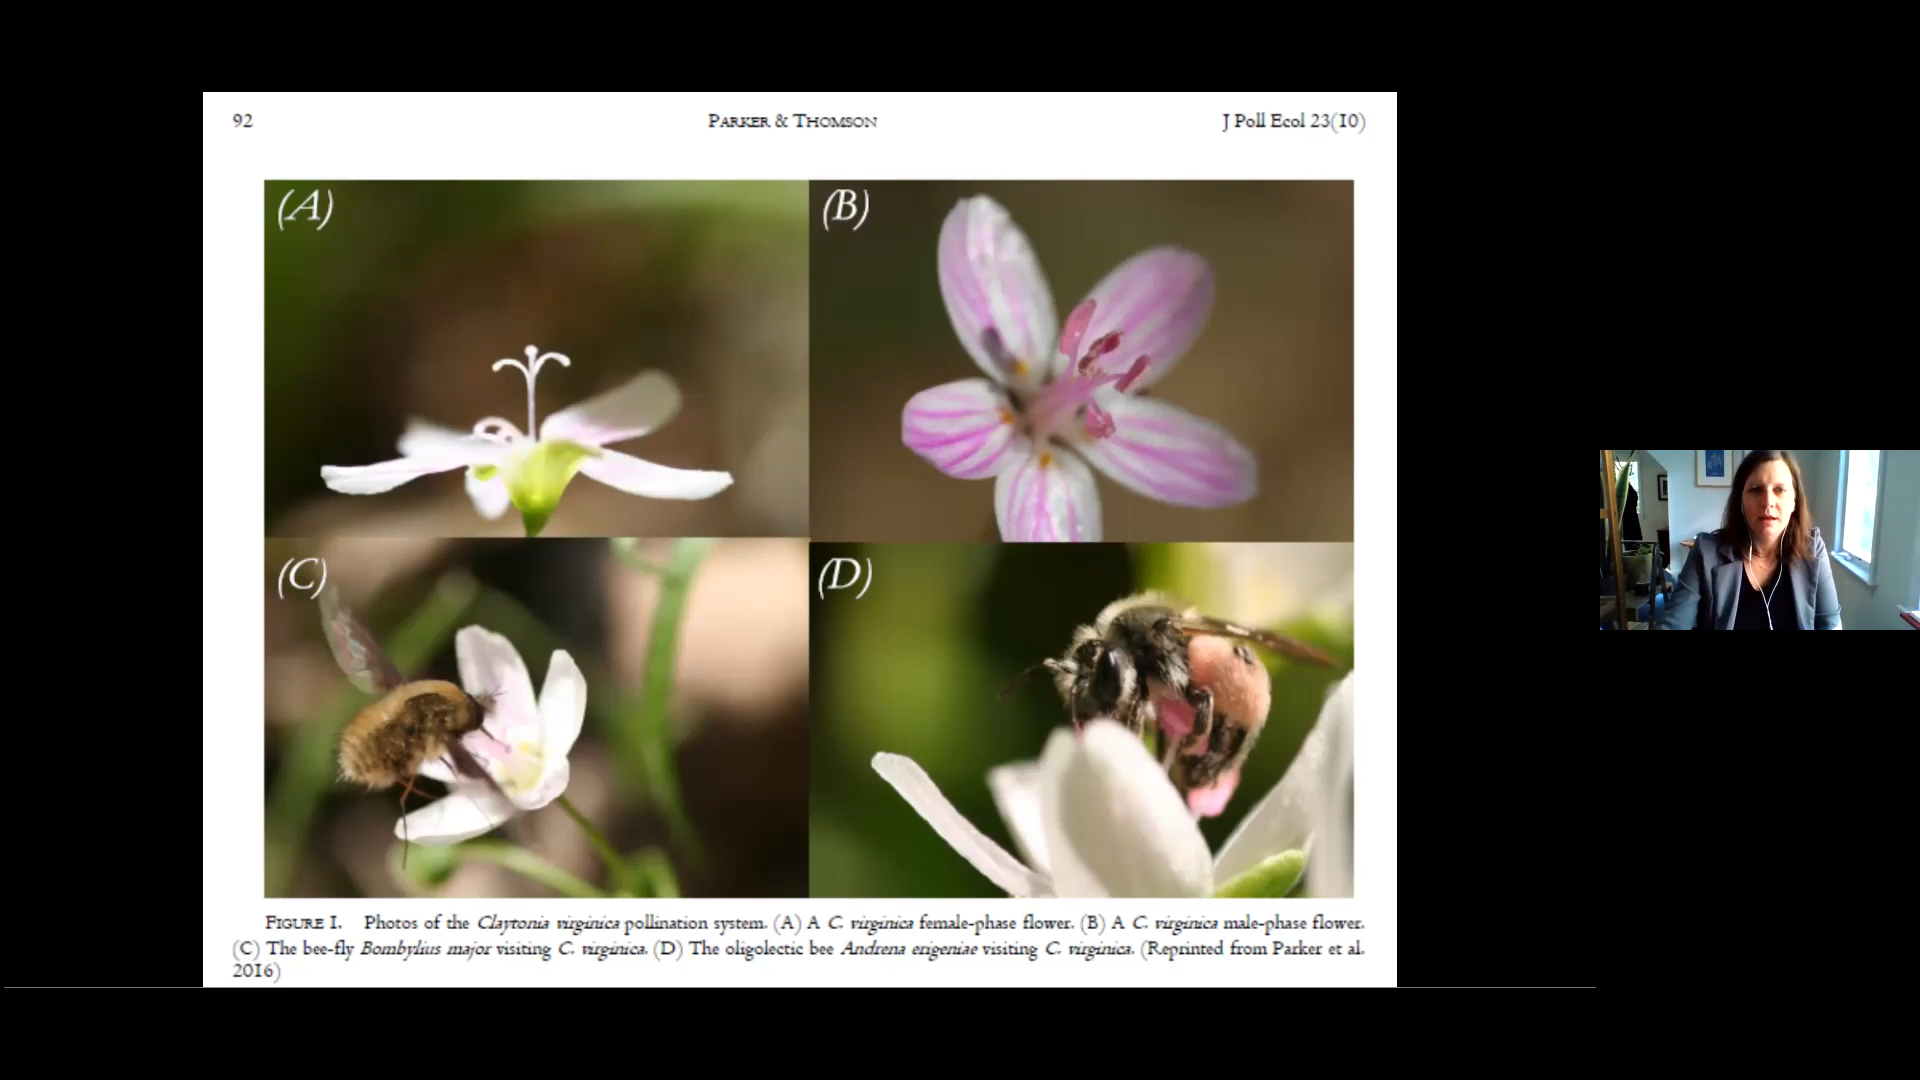 92 PARKER & THOMSON J Poll Ecol 23(10)
(A) (B)
(C) (D)
FIGURE I. Photos of the Claytonia virginica pollination system. (A) A C. virginica female-phase flower. (B) A C. virginica male-phase flower.
(C) The bee-fly Bombylius major visiting C. virginica. (D) The oligolectic bee Andrena erigeniae visiting C. virginica. (Reprinted from Parker et al.
2016)